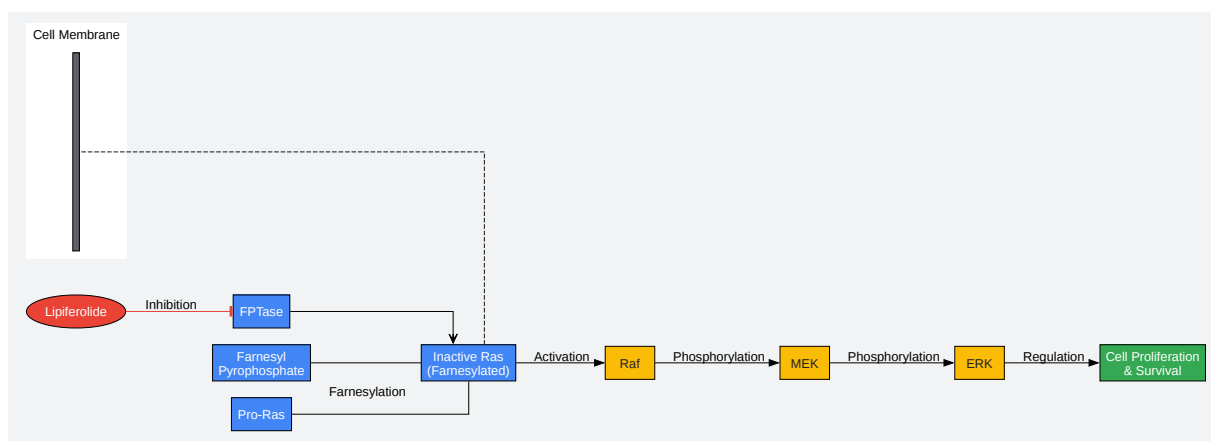 Cell Membrane
Lipiferolide
Inhibition
FPTase
Farnesyl
Pyrophosphate
Farnesylation
Pro-Ras
Inactive Ras
(Farnesylated)
Activation
Raf
Phosphorylation
MEK
Phosphorylation
ERK
Regulation
Cell Proliferation
& Survival